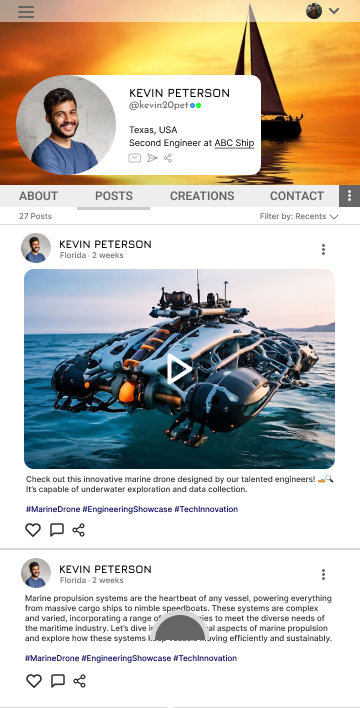 KEVIN PETERSON
@kevin20pet
Texas, USA
Second Engineer at ABC Ship
ABOUT POSTS CREATIONS CONTACT
27 Posts Filter by: Recents
KEVIN PETERSON
Florida · 2 weeks
Check out this innovative marine drone designed by our talented engineers!
It's capable of underwater exploration and data collection.
#MarineDrone #EngineeringShowcase #TechInnovation
KEVIN PETERSON
Florida · 2 weeks
Marine propulsion systems are the heartbeat of any vessel, powering everything
from massive cargo ships to nimble speedboats. These systems are complex
and varied, incorporating a range of to meet the diverse needs of
the maritime industry. Let's dive aspects of marine propulsion
and explore how these systems moving efficiently and sustainably.
#MarineDrone #EngineeringShowcase #TechInnovation